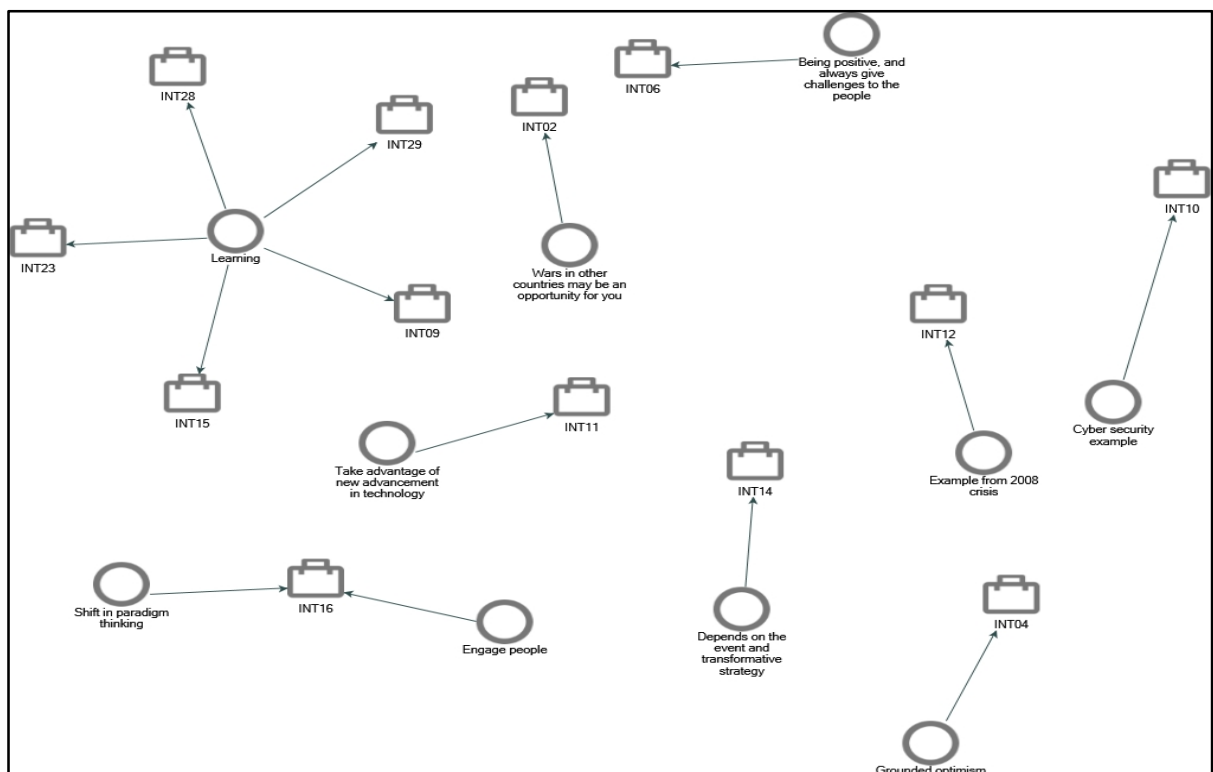 Being positive, and
always give
challenges to the
people
INT06
INT28
INT02
INT29
INT10
INT23
Learning
Wars in other
countries may be an
opportunity for you
INT09
INT12
INT15
INT11
Cyber security
example
Take advantage of
new advancement
in technology
Example from 2008
crisis
INT14
Shift in paradigm
thinking
INT16
Engage people
INT04
Depends on the
event and
transformative
strategy
Grounded optimism